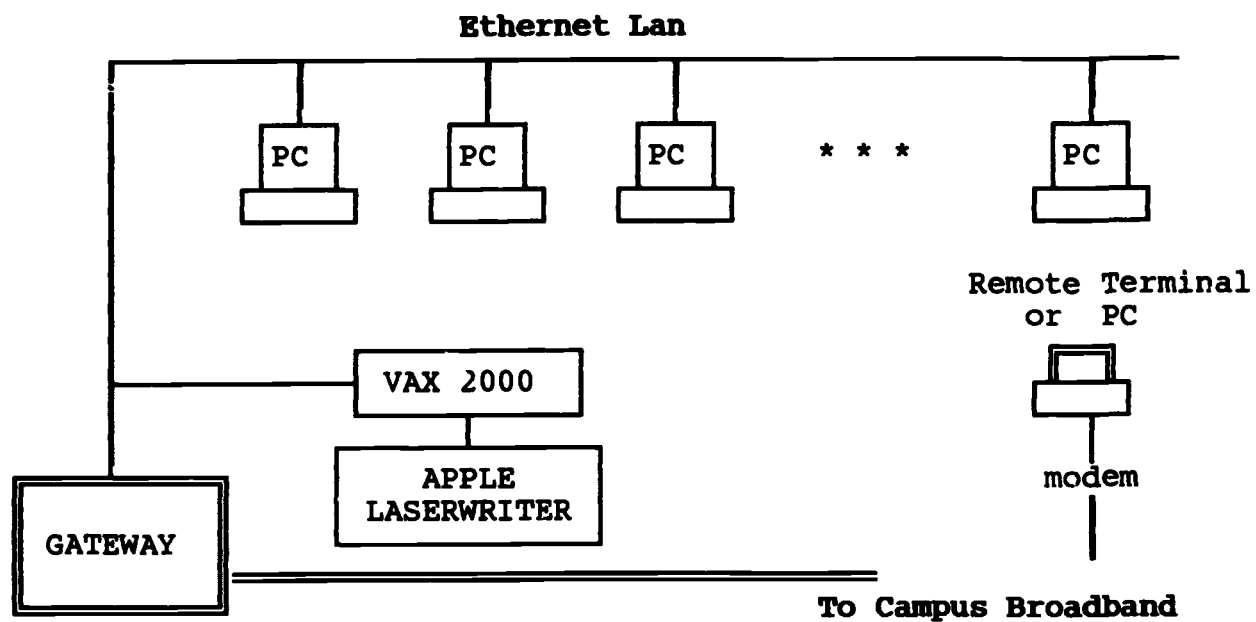 Ethernet Lan
PC PC PC * * * PC
Remote Terminal
or PC
VAX 2000
APPLE
LASERWRITER
modem
GATEWAY
To Campus Broadband